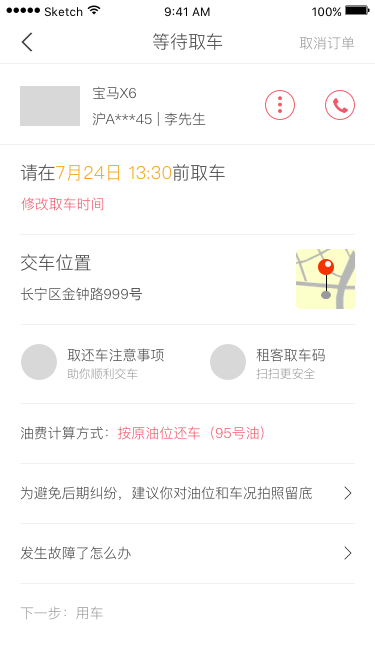 Sketch
9:41 AM
100%
等待取车
取消订单
宝马X6
沪A***45 | 李先生
请在7月24日 13:30前取车
修改取车时间
交车位置
长宁区金钟路999号
取还车注意事项
助你顺利交车
租客取车码
扫扫更安全
油费计算方式：按原油位还车（95号油）
为避免后期纠纷，建议你对油位和车况拍照留底
发生故障了怎么办
下一步：用车